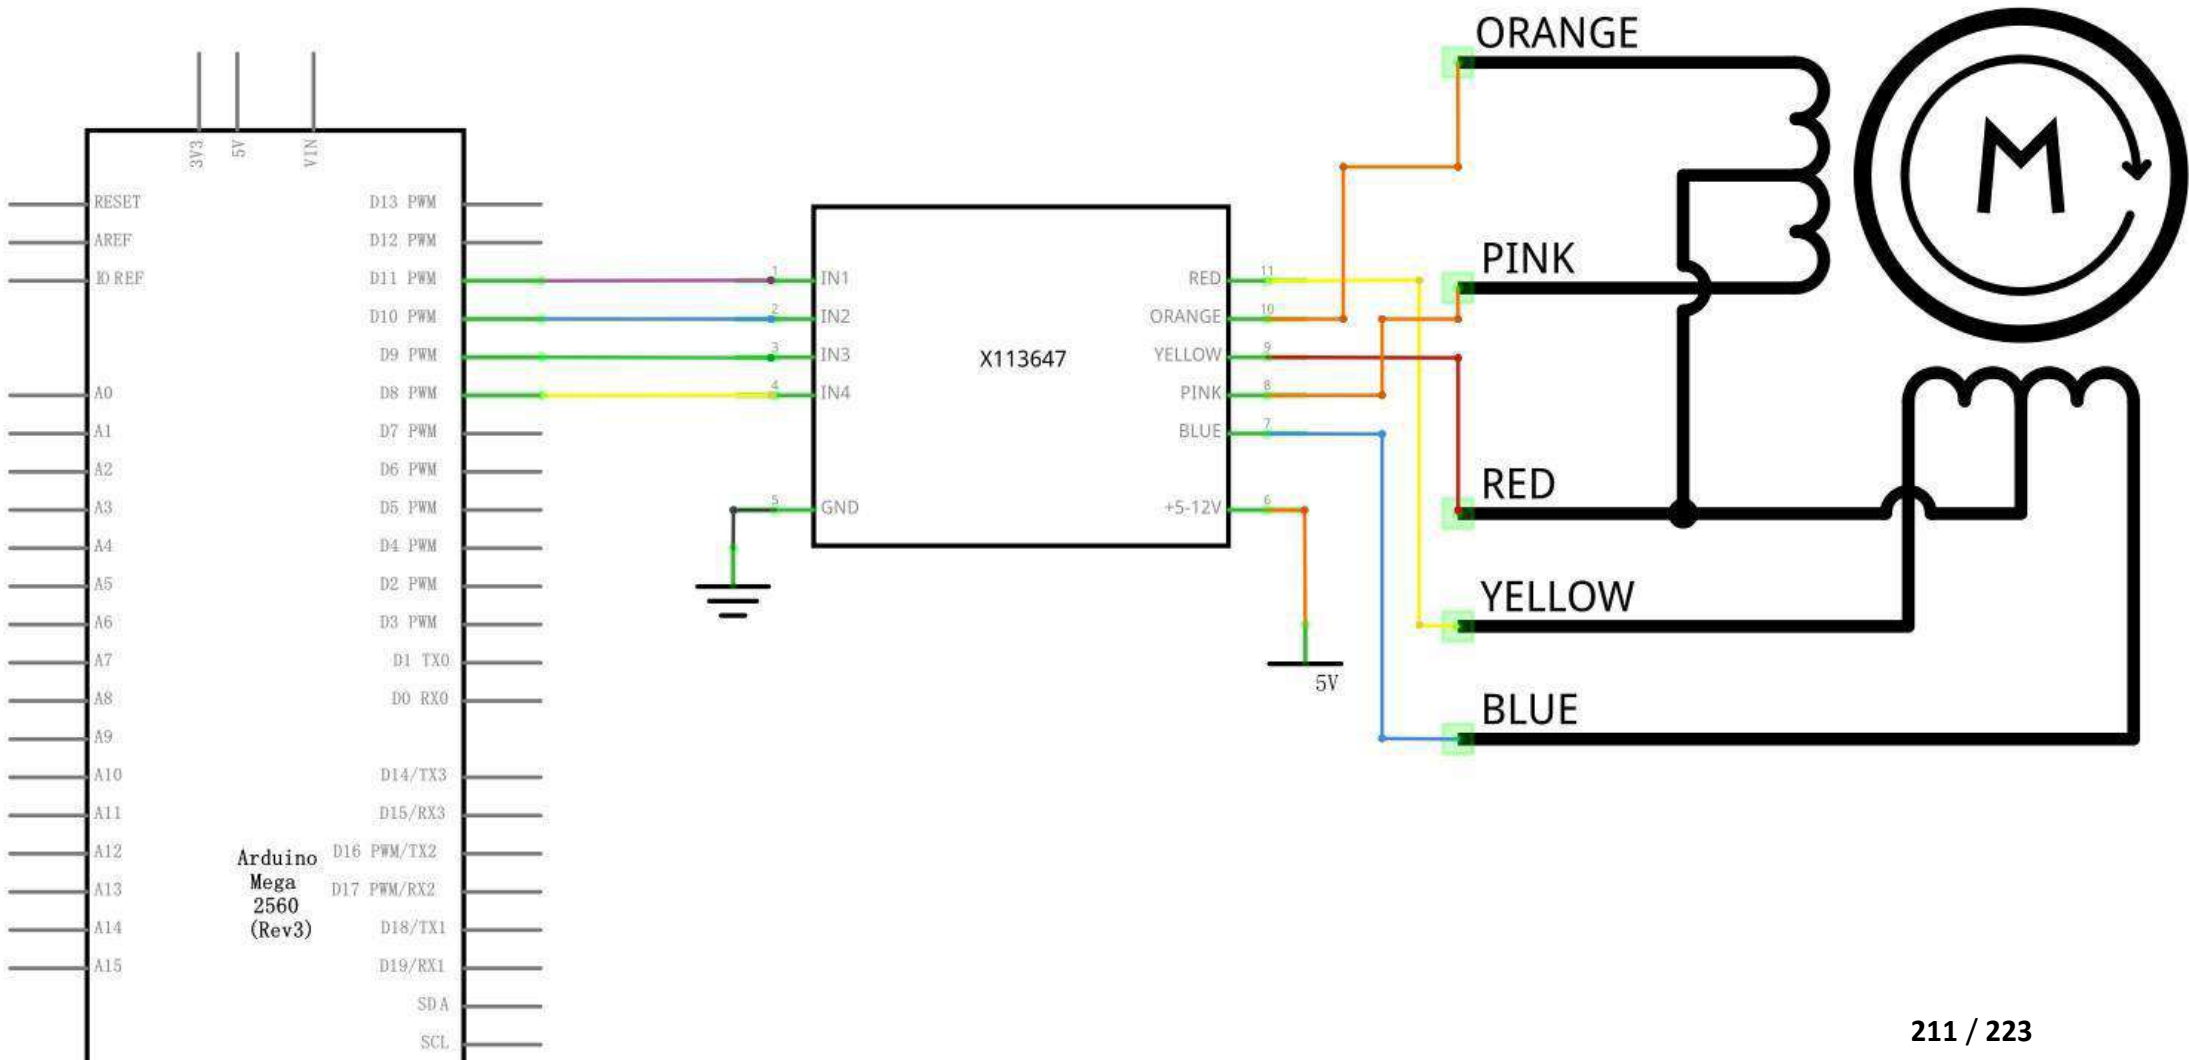 3V3
5V
VIN
RESET
AREF
IO REF
A0
A1
A2
A3
A4
A5
A6
A7
A8
A9
A10
A11
A12
A13
A14
A15
D13 PWM
D12 PWM
D11 PWM
D10 PWM
D9 PWM
D8 PWM
D7 PWM
D6 PWM
D5 PWM
D4 PWM
D2 PWM
D3 PWM
D1 TX0
D0 RX0
D14/TX3
D15/RX3
D16 PWM/TX2
D17 PWM/RX2
D18/TX1
D19/RX1
SDA
SCL
Arduino
Mega
2560
(Rev3)
1 IN1
2 IN2
3 IN3
4 IN4
5 GND
X113647
RED 11
ORANGE 10
YELLOW 9
PINK 8
BLUE 7
+5-12V 6
5V
ORANGE
PINK
RED
YELLOW
BLUE
M
211 / 223